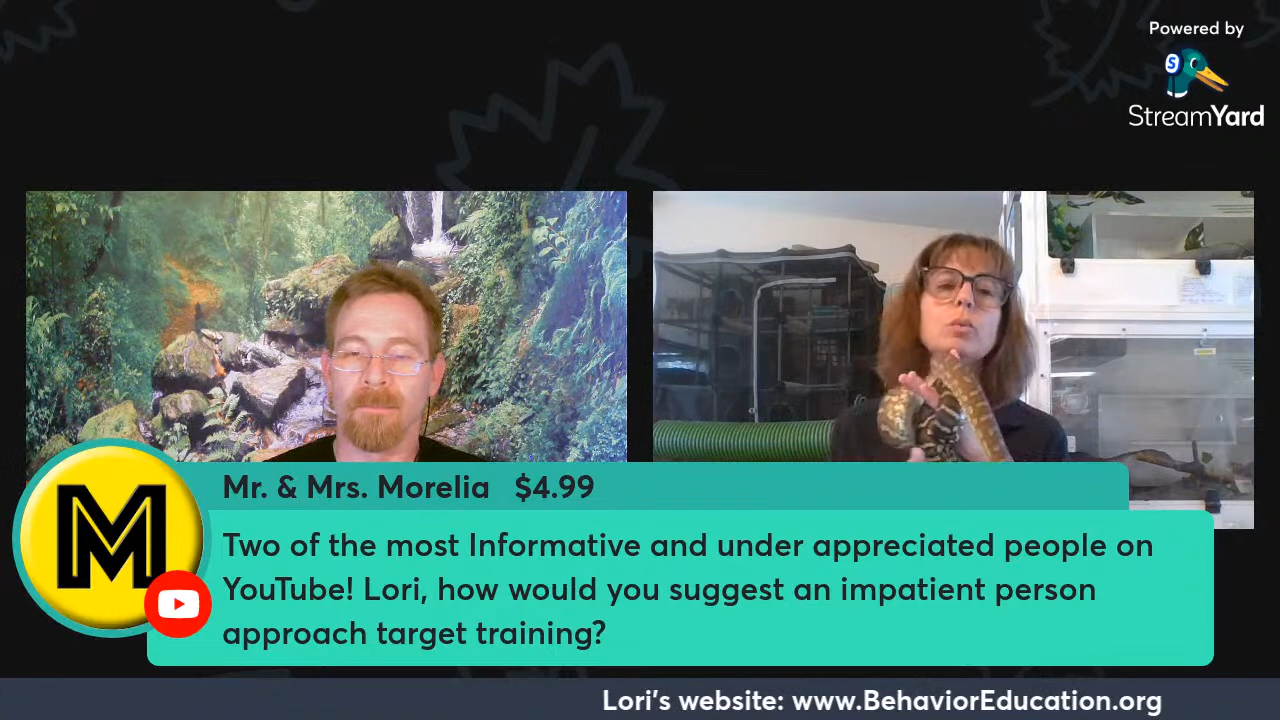 Powered by
S
StreamYard
M
Mr. & Mrs. Morelia $4.99
Two of the most Informative and under appreciated people on
YouTube! Lori, how would you suggest an impatient person
approach target training?
Lori's website: www.BehaviorEducation.org